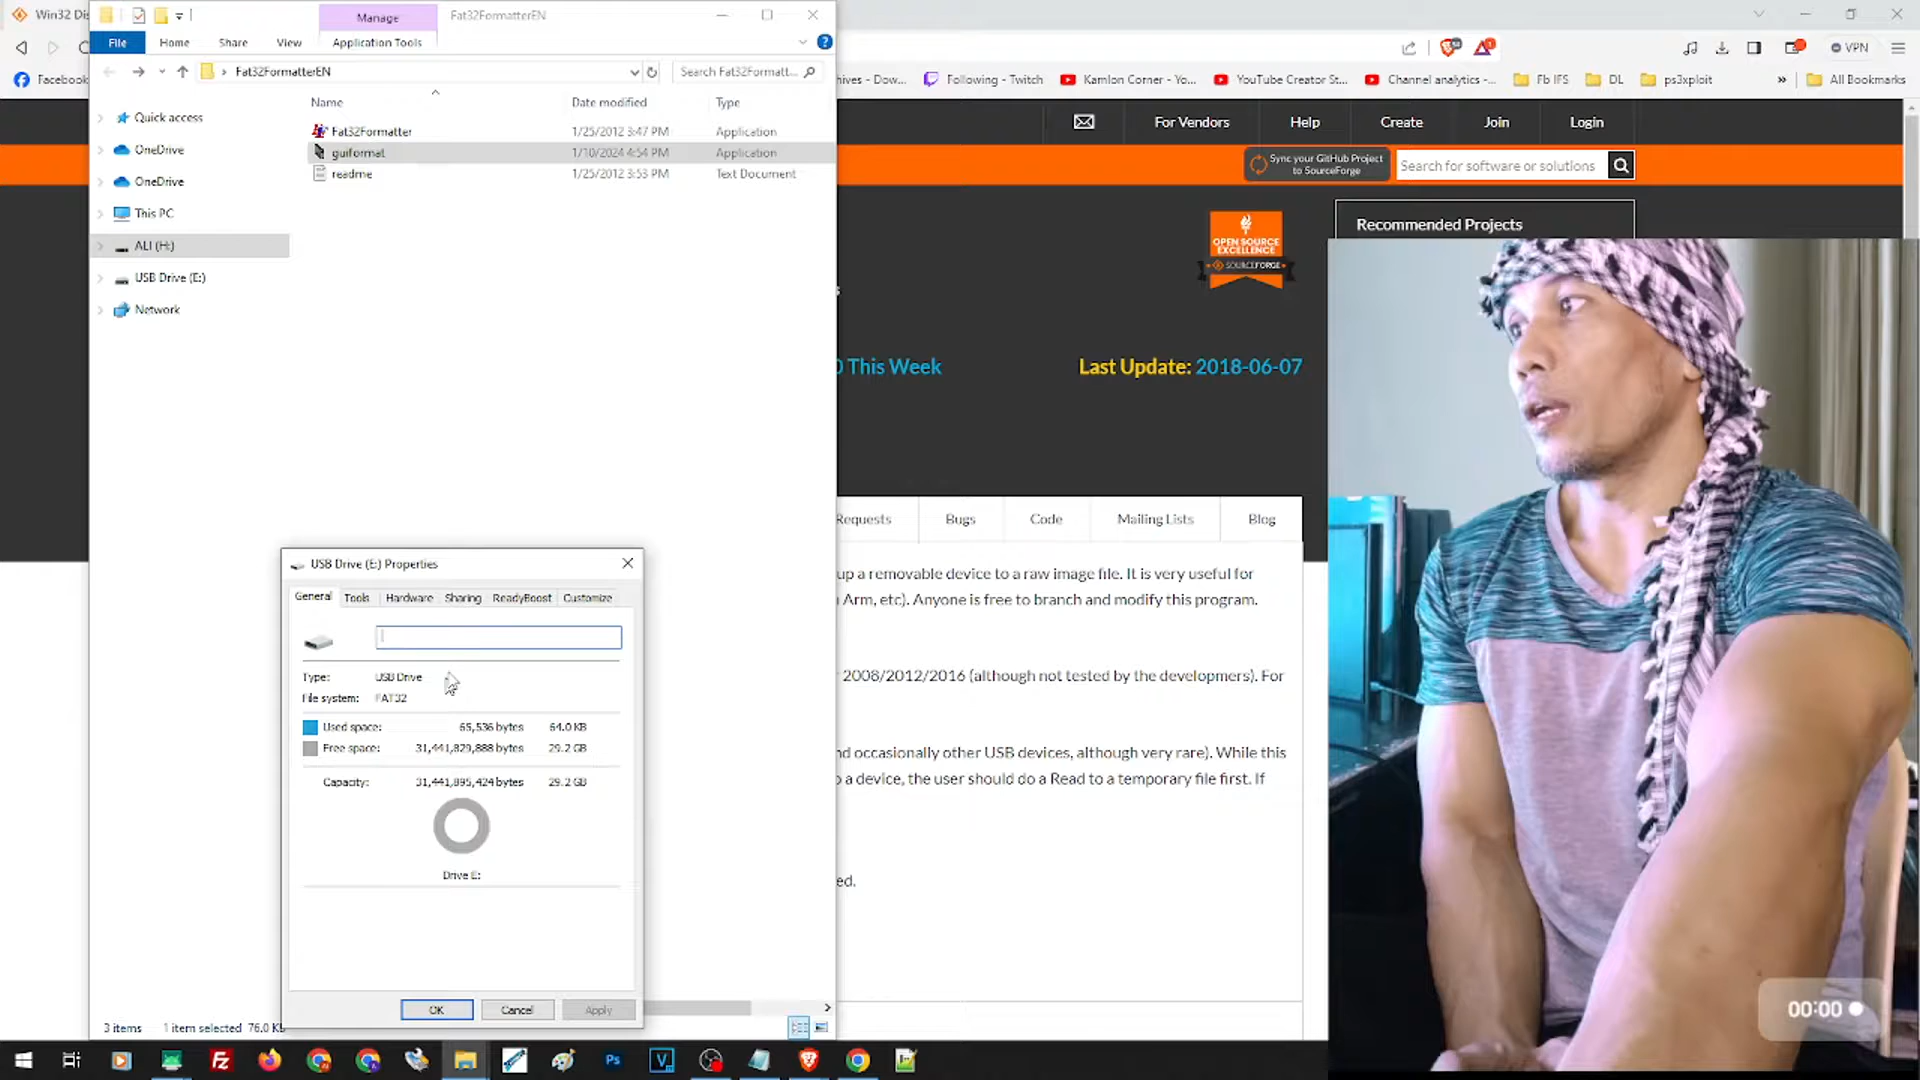 Win32 Dis
Manage
Fat32FormatterEN
File
Home
Share
View
Application Tools
VPN
Fat32FormatterEN
Search Fat32Formatt...
Facebook
hives - Dow...
Following - Twitch
Kamlon Corner - Yo...
YouTube Creator St...
Channel analytics -...
Fb IFS
DL
ps3xploit
»
All Bookmarks
Name
Date modified
Type
Fat32Formatter
1/25/2012 3:47 PM
Application
guiformat
1/10/2024 4:54 PM
Application
readme
1/25/2012 3:53 PM
Text Document
Quick access
OneDrive
OneDrive
This PC
ALI (H:)
USB Drive (E:)
Network
For Vendors
Help
Create
Join
Login
Sync your GitHub Project
to SourceForge
Search for software or solutions
OPEN SOURCE
EXCELLENCE
SOURCEFORGE
Recommended Projects
This Week
Last Update: 2018-06-07
Requests
Bugs
Code
Mailing Lists
Blog
up a removable device to a raw image file. It is very useful for
Arm, etc). Anyone is free to branch and modify this program.
2008/2012/2016 (although not tested by the developmers). For
nd occasionally other USB devices, although very rare). While this
a device, the user should do a Read to a temporary file first. If
ed.
USB Drive (E:) Properties
General
Tools
Hardware
Sharing
ReadyBoost
Customize
Type:
USB Drive
File system:
FAT32
Used space:
65,536 bytes
64.0 KB
Free space:
31,441,829,888 bytes
29.2 GB
Capacity:
31,441,895,424 bytes
29.2 GB
Drive E:
OK
Cancel
Apply
3 items
1 item selected 76.0 KB
00:00
Fz
Ps
V